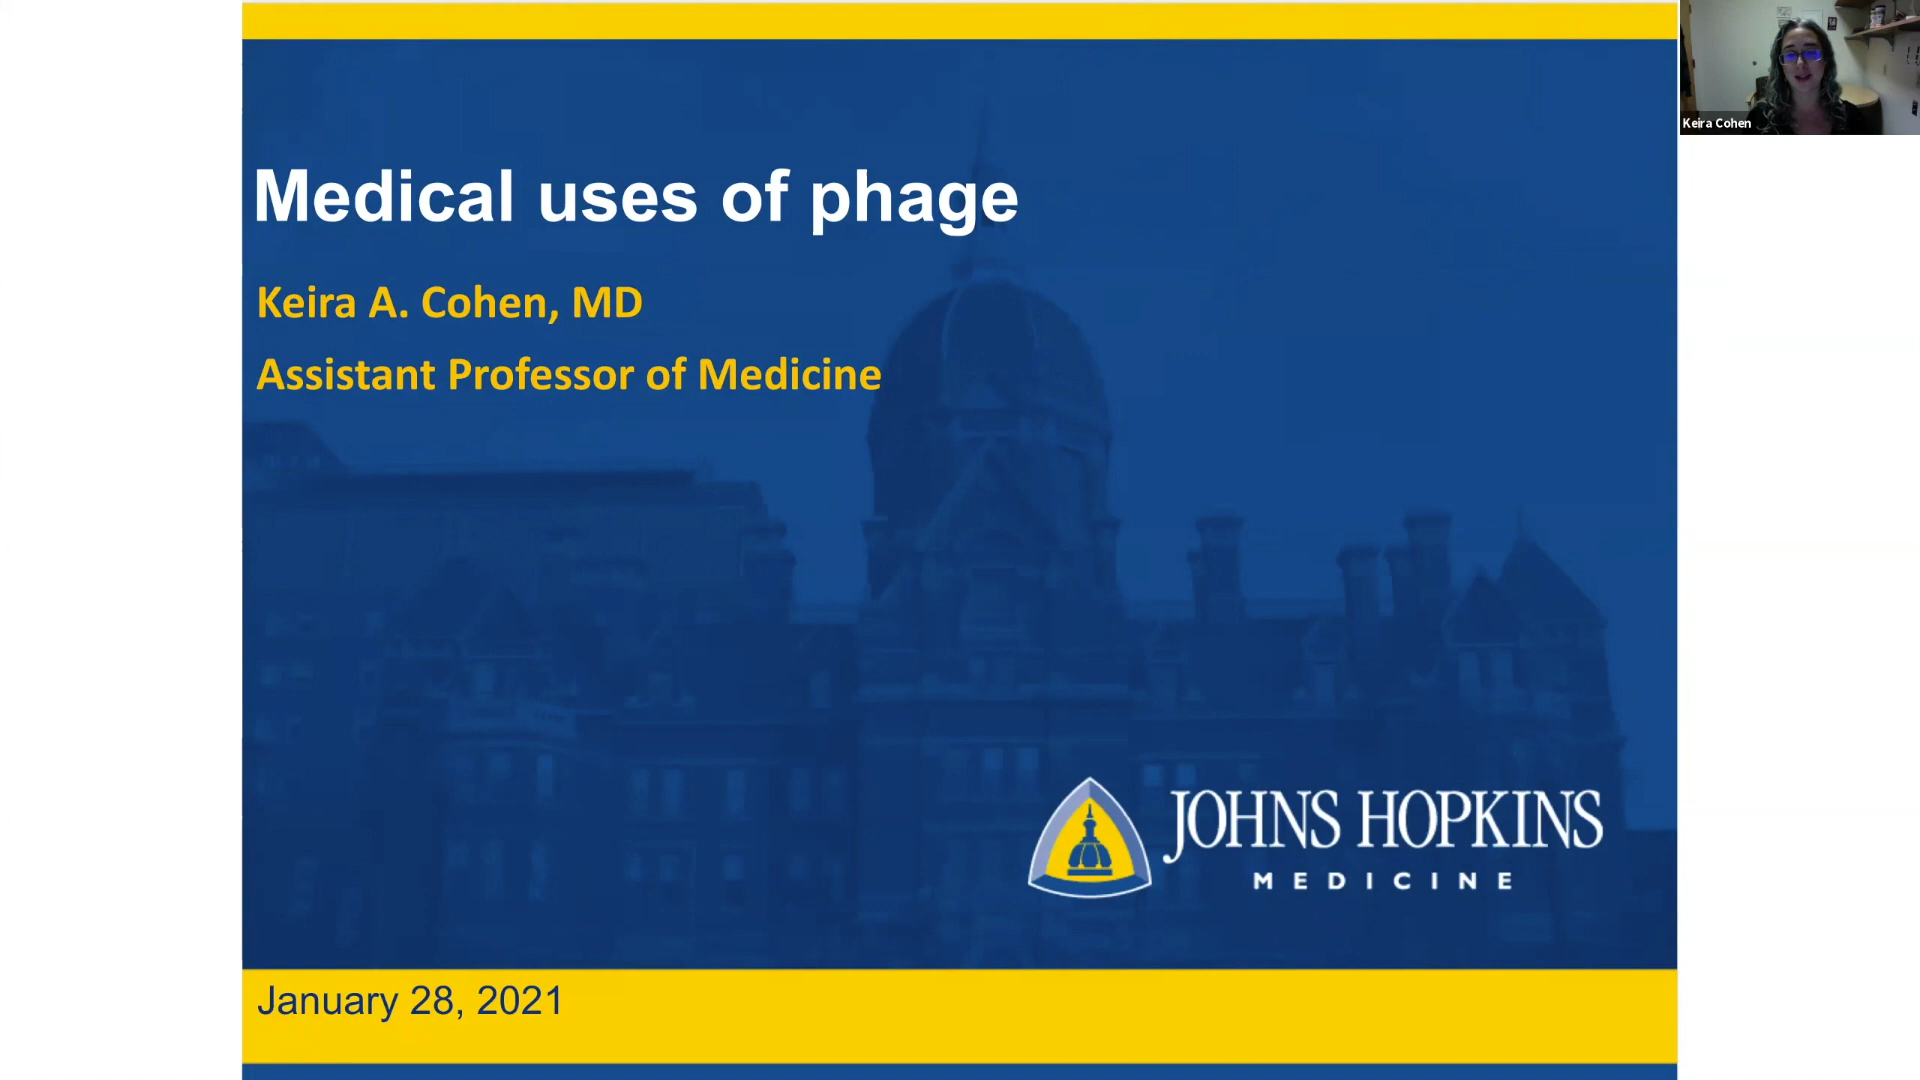 Medical uses of phage
Keira A. Cohen, MD
Assistant Professor of Medicine
JOHNS HOPKINS
MEDICINE
January 28, 2021
Keira Cohen